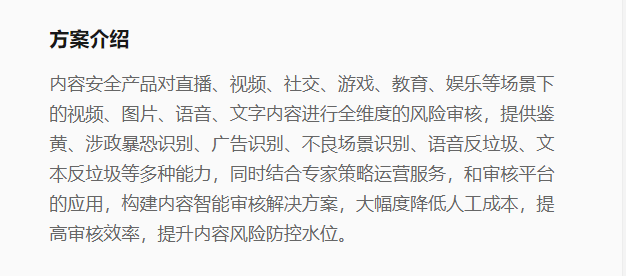 方案介绍
内容安全产品对直播、视频、社交、游戏、教育、娱乐等场景下
的视频、图片、语音、文字内容进行全维度的风险审核，提供鉴
黄、涉政暴恐识别、广告识别、不良场景识别、语音反垃圾、文
本反垃圾等多种能力，同时结合专家策略运营服务，和审核平台
的应用，构建内容智能审核解决方案，大幅度降低人工成本，提
高审核效率，提升内容风险防控水位。